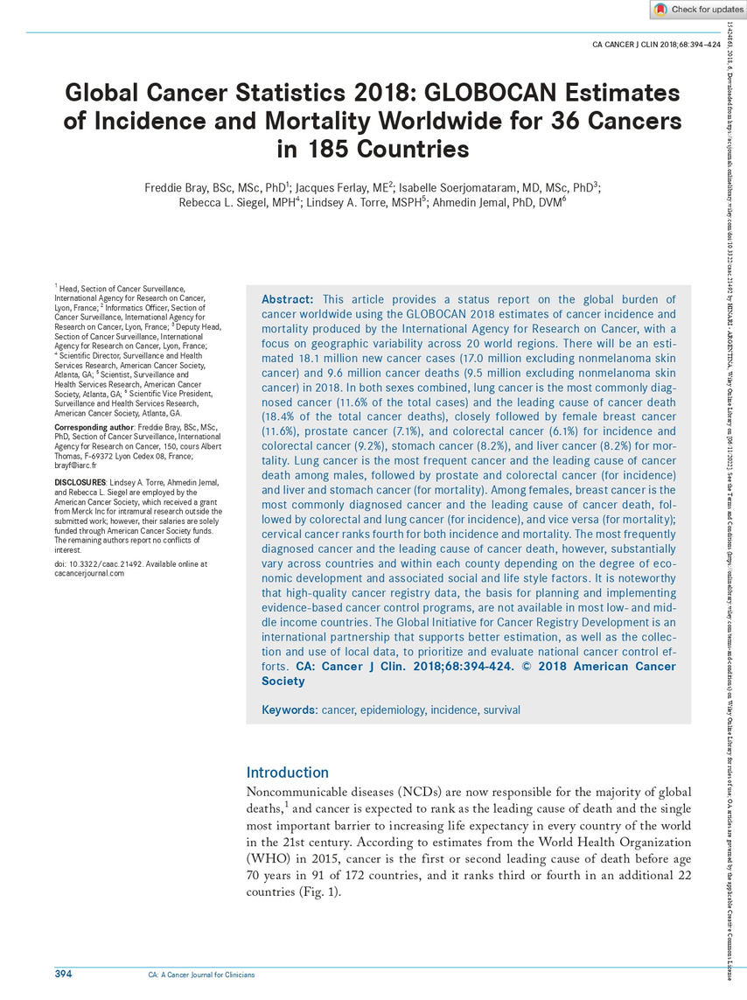 Check for updates
CA CANCER J CLIN 2018;68:394–424
Global Cancer Statistics 2018: GLOBOCAN Estimates
of Incidence and Mortality Worldwide for 36 Cancers
in 185 Countries
Freddie Bray, BSc, MSc, PhD1; Jacques Ferlay, ME2; Isabelle Soerjomataram, MD, MSc, PhD3;
Rebecca L. Siegel, MPH4; Lindsey A. Torre, MSPH5; Ahmedin Jemal, PhD, DVM6
1 Head, Section of Cancer Surveillance,
International Agency for Research on Cancer,
Lyon, France; 2 Informatics Officer, Section of
Cancer Surveillance, International Agency for
Research on Cancer, Lyon, France; 3 Deputy Head,
Section of Cancer Surveillance, International
Agency for Research on Cancer, Lyon, France;
4 Scientific Director, Surveillance and Health
Services Research, American Cancer Society,
Atlanta, GA; 5 Scientist, Surveillance and
Health Services Research, American Cancer
Society, Atlanta, GA; 6 Scientific Vice President,
Surveillance and Health Services Research,
American Cancer Society, Atlanta, GA.
Corresponding author: Freddie Bray, BSc, MSc,
PhD, Section of Cancer Surveillance, International
Agency for Research on Cancer, 150, cours Albert
Thomas, F-69372 Lyon Cedex 08, France;
brayf@iarc.fr
DISCLOSURES: Lindsey A. Torre, Ahmedin Jemal,
and Rebecca L. Siegel are employed by the
American Cancer Society, which received a grant
from Merck Inc for intramural research outside the
submitted work; however, their salaries are solely
funded through American Cancer Society funds.
The remaining authors report no conflicts of
interest.
doi: 10.3322/caac.21492. Available online at
cacancerjournal.com
Abstract: This article provides a status report on the global burden of
cancer worldwide using the GLOBOCAN 2018 estimates of cancer incidence and
mortality produced by the International Agency for Research on Cancer, with a
focus on geographic variability across 20 world regions. There will be an esti-
mated 18.1 million new cancer cases (17.0 million excluding nonmelanoma skin
cancer) and 9.6 million cancer deaths (9.5 million excluding nonmelanoma skin
cancer) in 2018. In both sexes combined, lung cancer is the most commonly diag-
nosed cancer (11.6% of the total cases) and the leading cause of cancer death
(18.4% of the total cancer deaths), closely followed by female breast cancer
(11.6%), prostate cancer (7.1%), and colorectal cancer (6.1%) for incidence and
colorectal cancer (9.2%), stomach cancer (8.2%), and liver cancer (8.2%) for mor-
tality. Lung cancer is the most frequent cancer and the leading cause of cancer
death among males, followed by prostate and colorectal cancer (for incidence)
and liver and stomach cancer (for mortality). Among females, breast cancer is the
most commonly diagnosed cancer and the leading cause of cancer death, fol-
lowed by colorectal and lung cancer (for incidence), and vice versa (for mortality);
cervical cancer ranks fourth for both incidence and mortality. The most frequently
diagnosed cancer and the leading cause of cancer death, however, substantially
vary across countries and within each county depending on the degree of eco-
nomic development and associated social and life style factors. It is noteworthy
that high-quality cancer registry data, the basis for planning and implementing
evidence-based cancer control programs, are not available in most low- and mid-
dle income countries. The Global Initiative for Cancer Registry Development is an
international partnership that supports better estimation, as well as the collec-
tion and use of local data, to prioritize and evaluate national cancer control ef-
forts. CA: Cancer J Clin. 2018;68:394-424. © 2018 American Cancer
Society
Keywords: cancer, epidemiology, incidence, survival
Introduction
Noncommunicable diseases (NCDs) are now responsible for the majority of global
deaths,1 and cancer is expected to rank as the leading cause of death and the single
most important barrier to increasing life expectancy in every country of the world
in the 21st century. According to estimates from the World Health Organization
(WHO) in 2015, cancer is the first or second leading cause of death before age
70 years in 91 of 172 countries, and it ranks third or fourth in an additional 22
countries (Fig. 1).
394
CA: A Cancer Journal for Clinicians
15424863, 2018, 6, Downloaded from https://acsjournals.onlinelibrary.wiley.com/doi/10.3322/caac.21492 by HINARI - ARGENTINA, Wiley Online Library on [06/11/2022]. See the Terms and Conditions (https://onlinelibrary.wiley.com/terms-and-conditions) on Wiley Online Library for rules of use; OA articles are governed by the applicable Creative Commons License